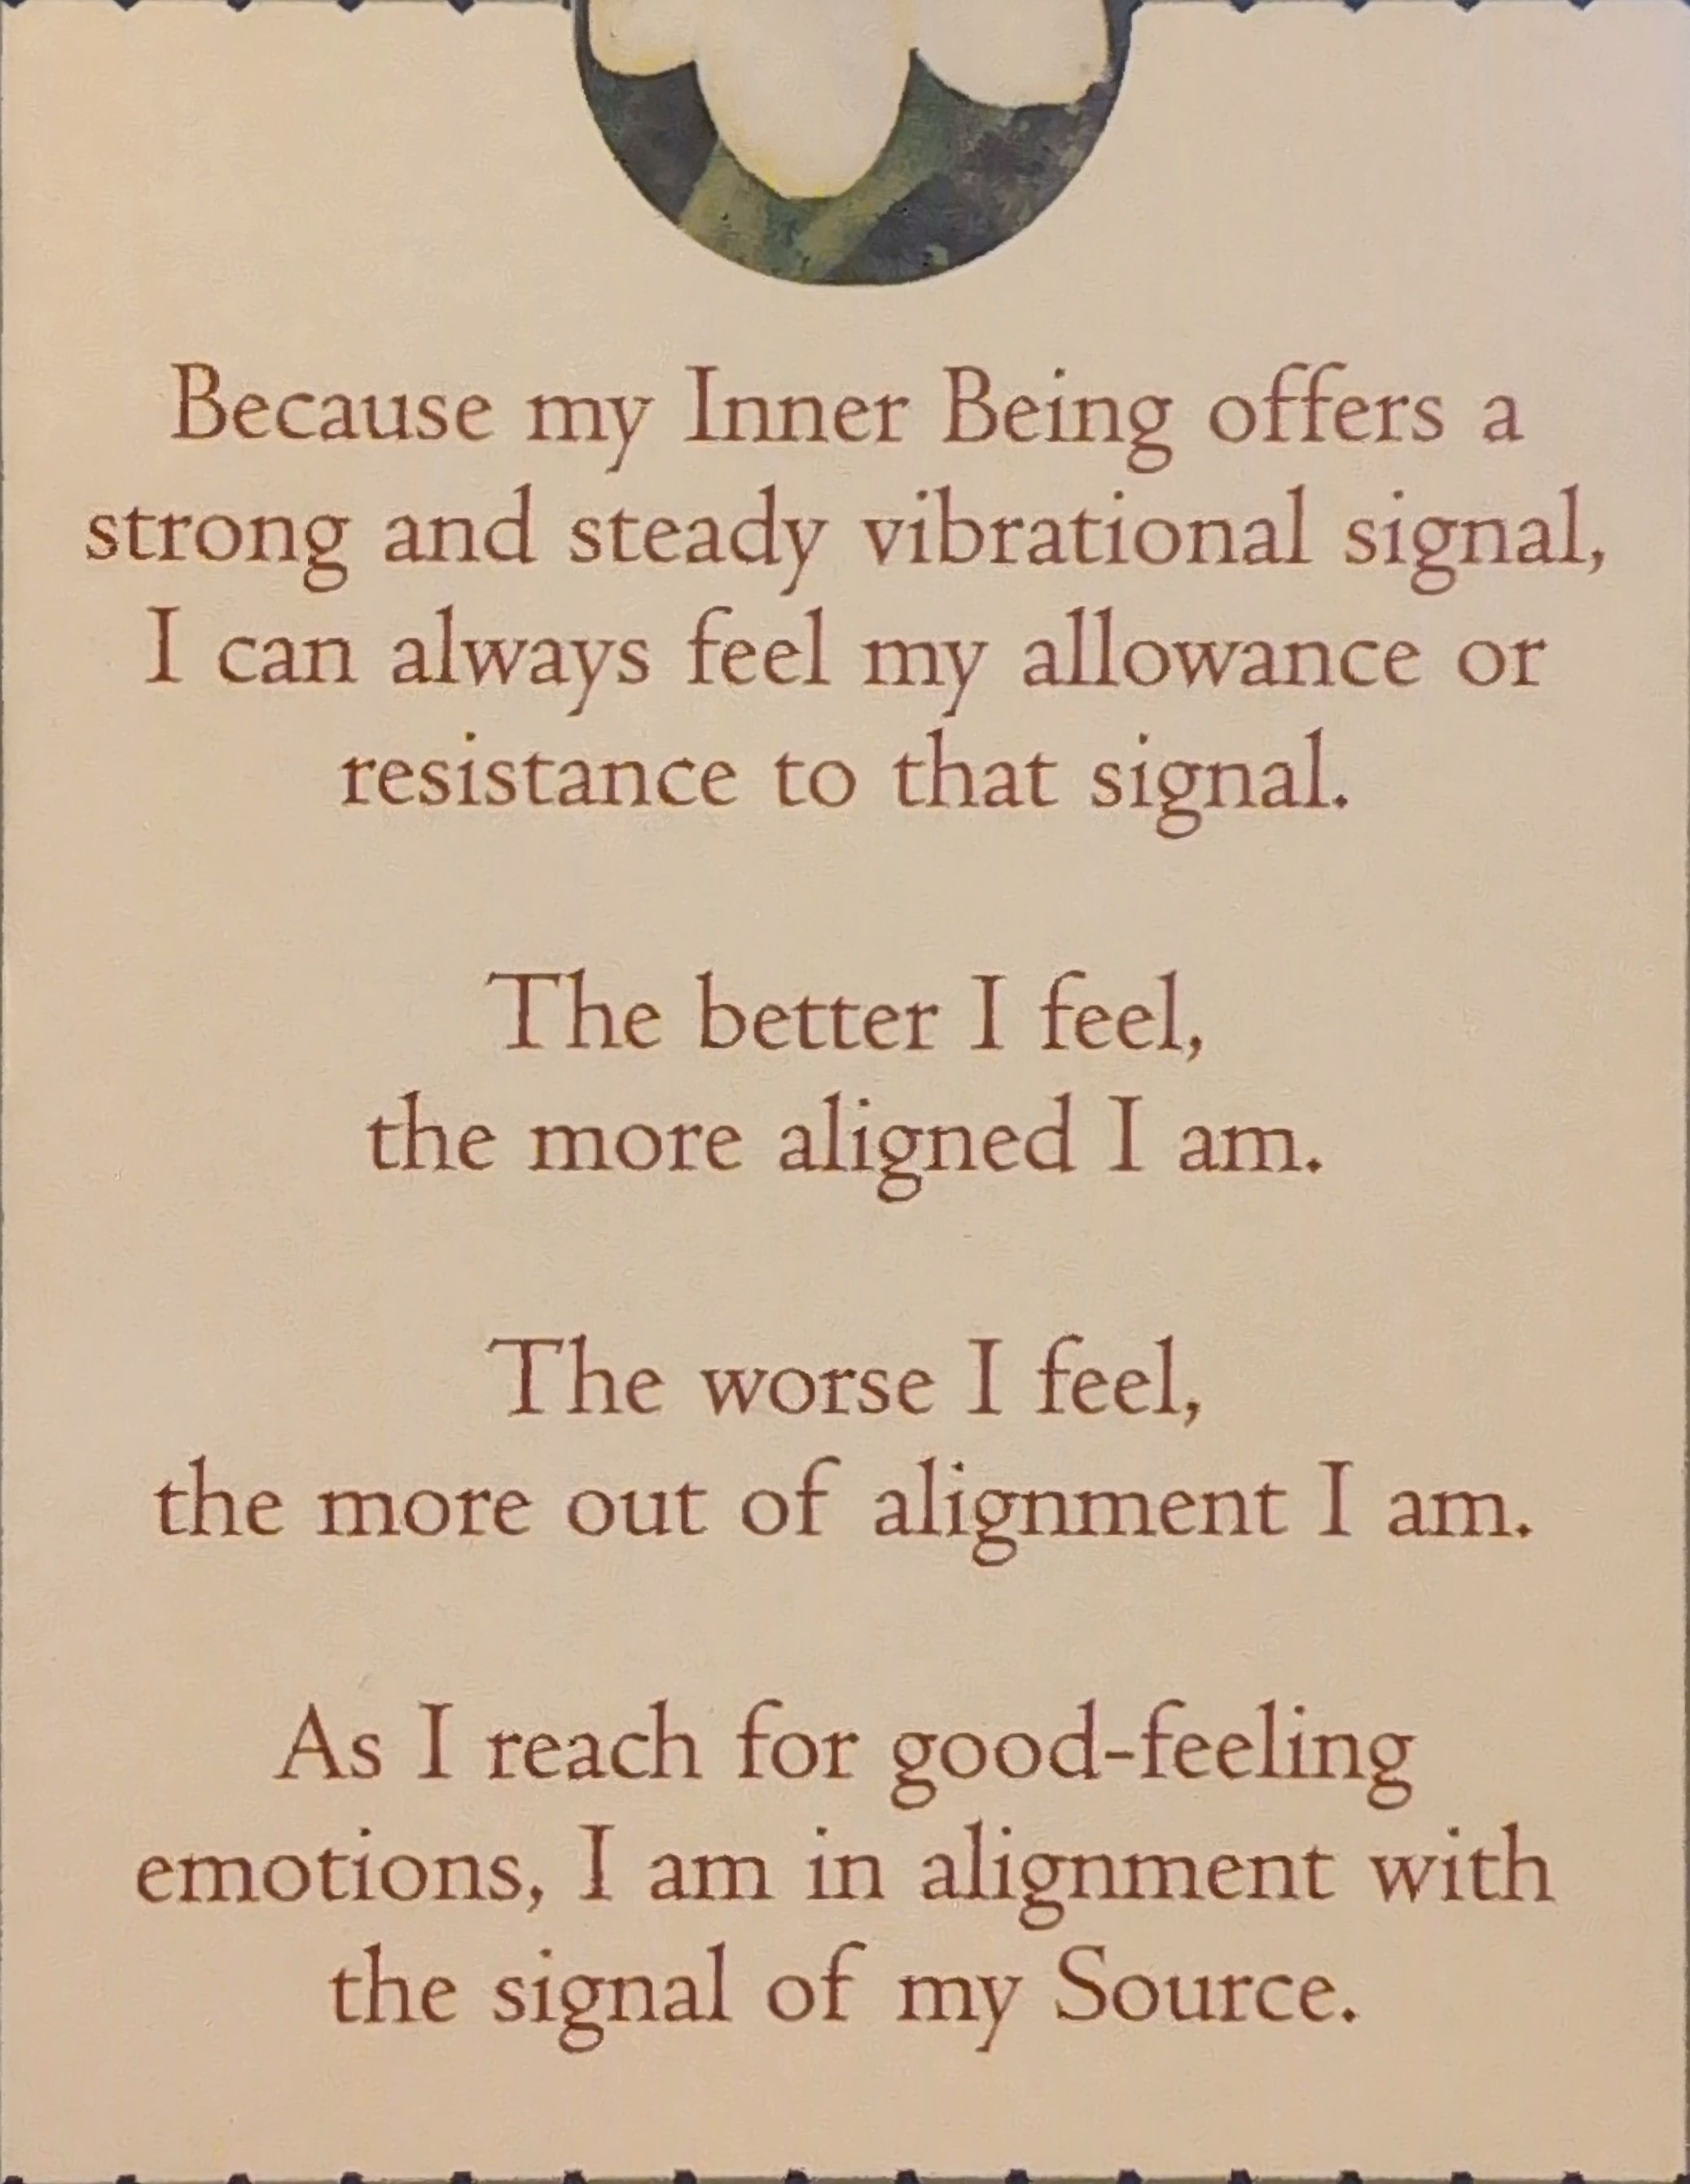 Because my Inner Being offers a
strong and steady vibrational signal,
I can always feel my allowance or
resistance to that signal.
The better I feel,
the more aligned I am.
The worse I feel,
the more out of alignment I am.
As I reach for good-feeling
emotions, I am in alignment with
the signal of my Source.